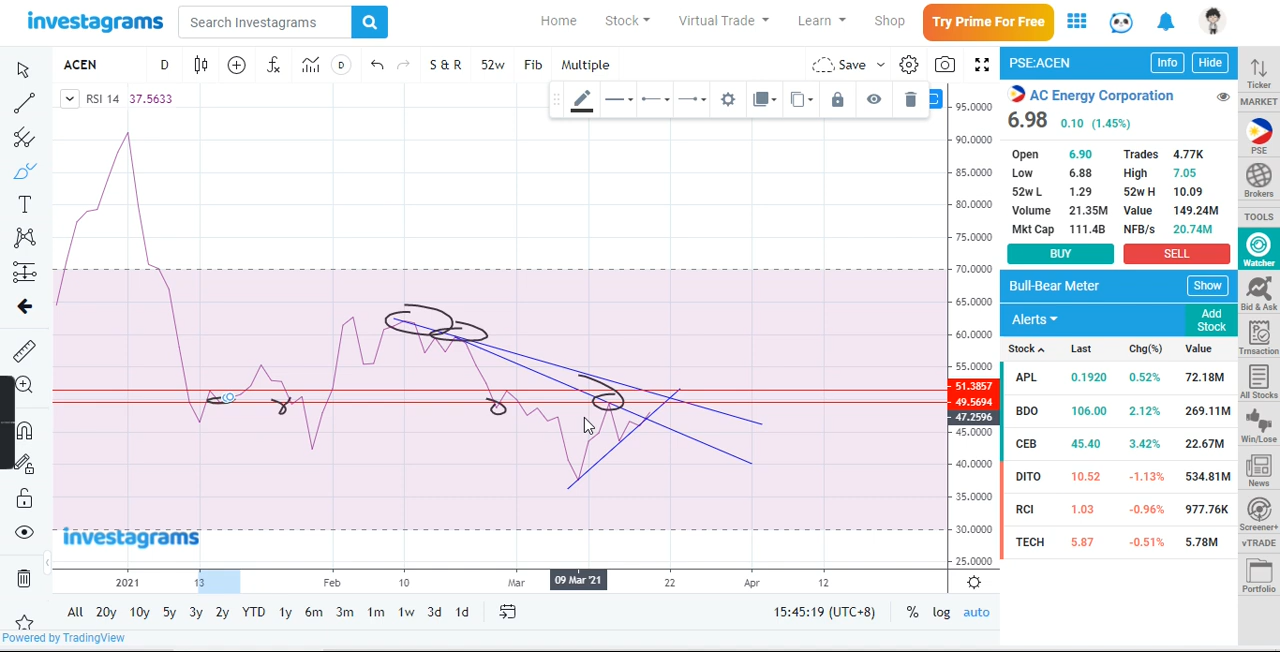 investagrams
Search Investagrams
Home
Stock
Virtual Trade
Learn
Shop
Try Prime For Free
ACEN
D
D
S & R
52w
Fib
Multiple
Save
RSI 14 37.5633
95.0000
90.0000
85.0000
80.0000
75.0000
70.0000
65.0000
60.0000
55.0000
51.3857
49.5694
47.2596
45.0000
40.0000
35.0000
30.0000
25.0000
investagrams
2021
13
Feb
10
Mar
09 Mar '21
22
Apr
12
All 20y 10y 5y 3y 2y YTD 1y 6m 3m 1m 1w 3d 1d
15:45:19 (UTC+8)
% log auto
Powered by TradingView
PSE:ACEN
Info
Hide
AC Energy Corporation
6.98 0.10 (1.45%)
Open 6.90 Trades 4.77K
Low 6.88 High 7.05
52w L 1.29 52w H 10.09
Volume 21.35M Value 149.24M
Mkt Cap 111.4B NFB/s 20.74M
BUY
SELL
Bull-Bear Meter
Show
Alerts
Add
Stock
Stock Last Chg(%) Value
APL 0.1920 0.52% 72.18M
BDO 106.00 2.12% 269.11M
CEB 45.40 3.42% 22.67M
DITO 10.52 -1.13% 534.81M
RCI 1.03 -0.96% 977.76K
TECH 5.87 -0.51% 5.78M
Ticker
MARKET
PSE
Brokers
TOOLS
Watcher
Bid & Ask
Trnsaction
All Stocks
Win/Lose
News
Screener+
vTRADE
Portfolio